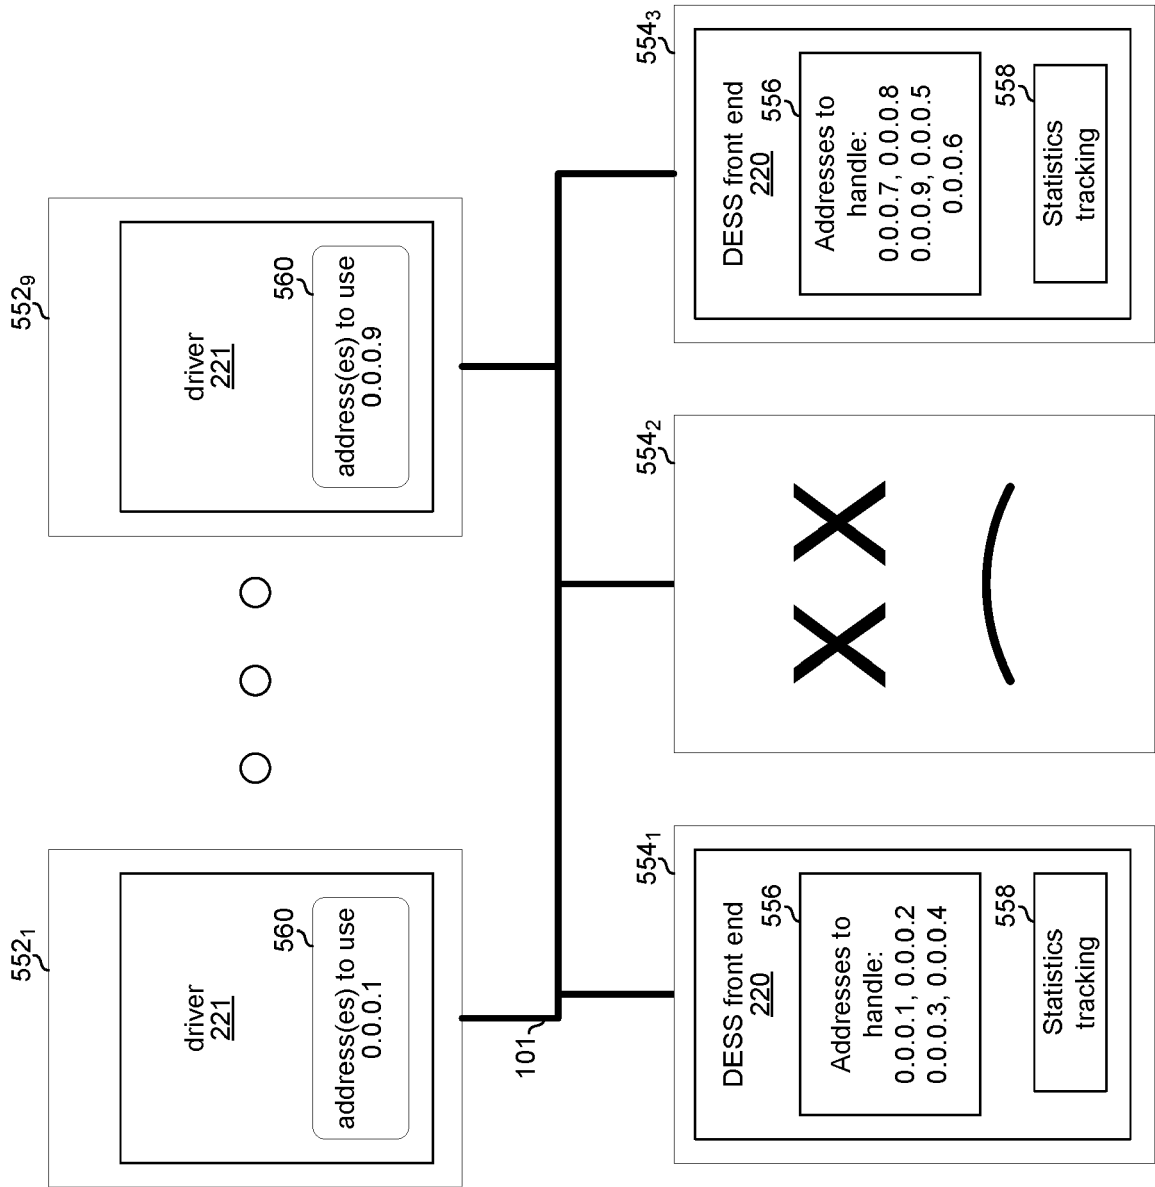 552₁
driver
221
560
address(es) to use
0.0.0.1
552₉
driver
221
560
address(es) to use
0.0.0.9
101
554₁
DESS front end
220
556
Addresses to
handle:
0.0.0.1, 0.0.0.2
0.0.0.3, 0.0.0.4
558
Statistics
tracking
554₂
X X
554₃
DESS front end
220
556
Addresses to
handle:
0.0.0.7, 0.0.0.8
0.0.0.9, 0.0.0.5
0.0.0.6
558
Statistics
tracking